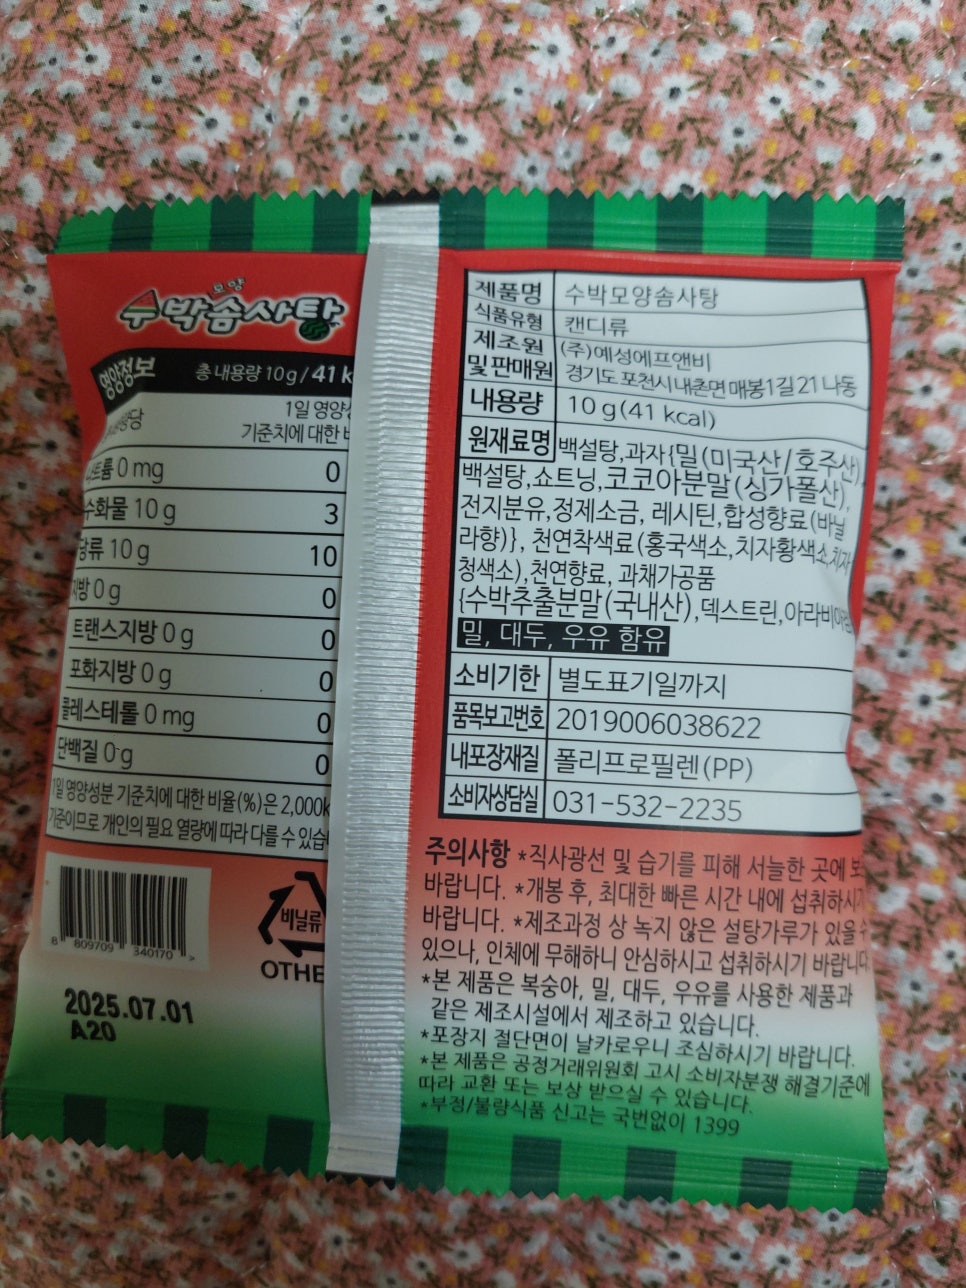 모양
수박솜사탕
영양정보 총 내용량 10 g / 41 k
1일 영양
기준치에 대한
0 mg 0
수화물 10 g 3
당류 10 g 10
지방 0 g 0
트랜스지방 0 g 0
포화지방 0 g 0
콜레스테롤 0 mg 0
단백질 0 g 0
1일 영양성분 기준치에 대한 비율(%)은 2,000k
기준이므로 개인의 필요 열량에 따라 다를 수 있습
8 809709 340170 >
비닐류
OTHE
2025.07.01
A20
제품명 수박모양솜사탕
식품유형 캔디류
제조원 및 판매원 (주)예성에프앤비
경기도 포천시 내촌면 매봉1길 21 나동
내용량 10 g(41 kcal)
원재료명 백설탕,과자{밀(미국산/호주산),
백설탕,쇼트닝,코코아분말(싱가폴산),
전지분유,정제소금, 레시틴,합성향료(바닐
라향)}, 천연착색료(홍국색소,치자황색소,치자
청색소),천연향료, 과채가공품
{수박추출분말(국내산),덱스트린,아라비아
밀, 대두, 우유 함유
소비기한 별도표기일까지
품목보고번호 2019006038622
내포장재질 폴리프로필렌(PP)
소비자상담실 031-532-2235
주의사항 *직사광선 및 습기를 피해 서늘한 곳에 보
바랍니다. *개봉 후, 최대한 빠른 시간 내에 섭취하시기
바랍니다. *제조과정 상 녹지 않은 설탕가루가 있을 수
있으나, 인체에 무해하니 안심하시고 섭취하시기 바랍니다.
*본 제품은 복숭아, 밀, 대두, 우유를 사용한 제품과
같은 제조시설에서 제조하고 있습니다.
*포장지 절단면이 날카로우니 조심하시기 바랍니다.
*본 제품은 공정거래위원회 고시 소비자분쟁 해결기준에
따라 교환 또는 보상 받으실 수 있습니다.
*부정/불량식품 신고는 국번없이 1399